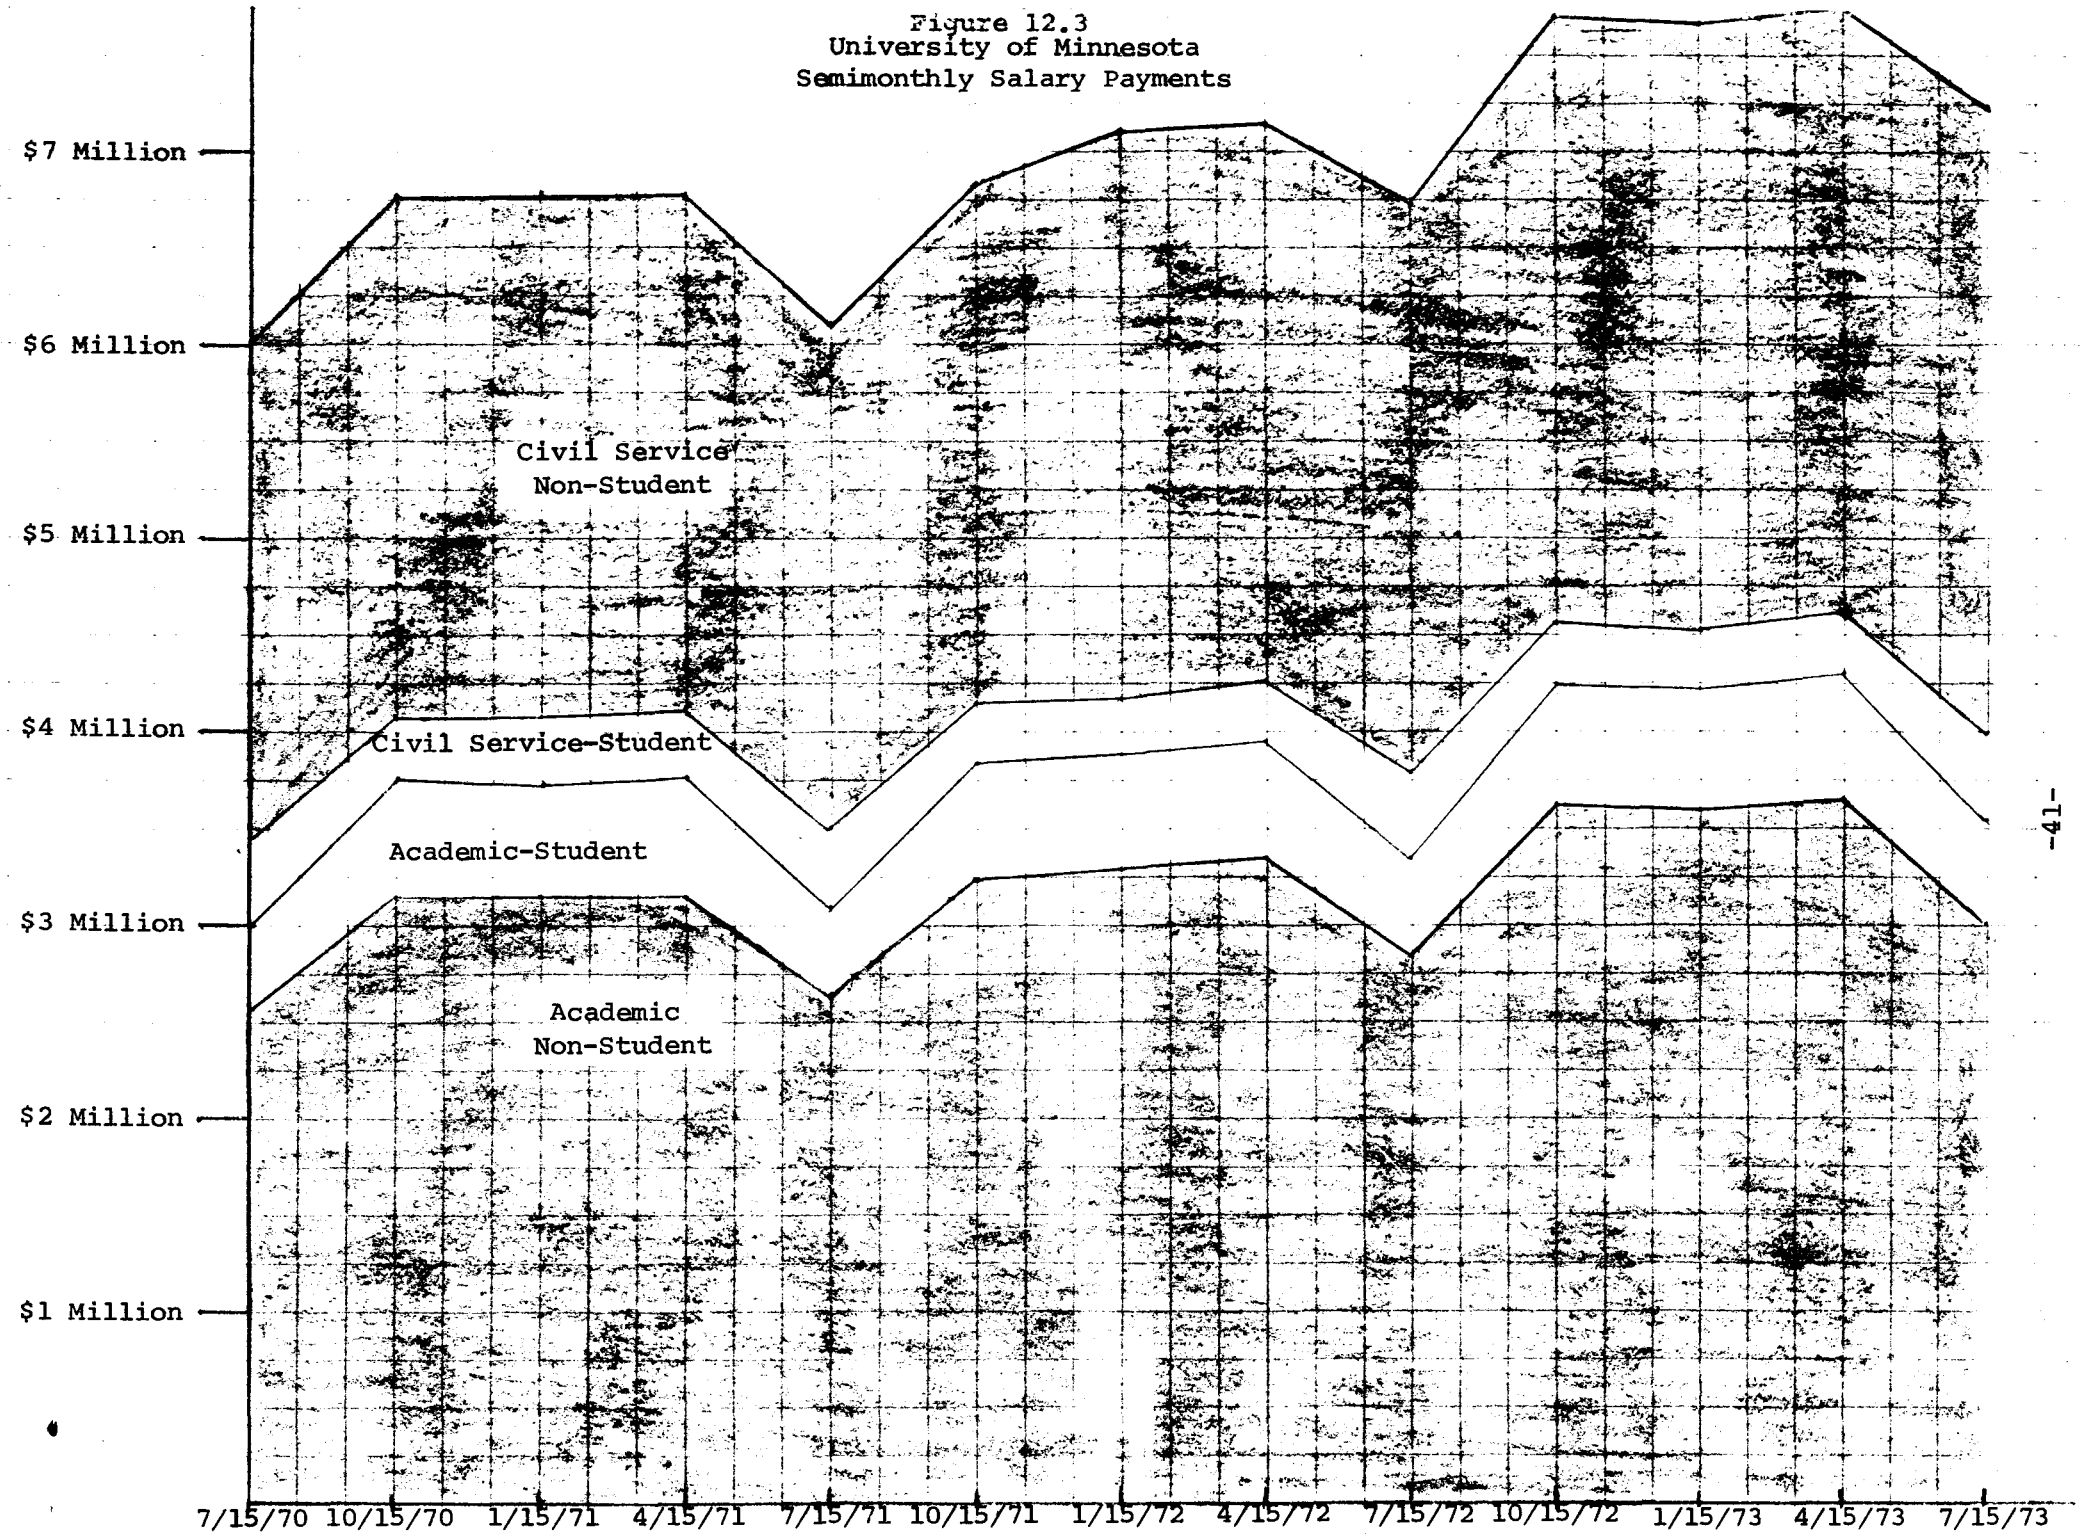 Figure 12.3
University of Minnesota
Semimonthly Salary Payments
$7 Million
$6 Million
Civil Service
Non-Student
$5 Million
$4 Million
Civil Service-Student
Academic-Student
$3 Million
Academic
Non-Student
$2 Million
$1 Million
7/15/70 10/15/70 1/15/71 4/15/71 7/15/71 10/15/71 1/15/72 4/15/72 7/15/72 10/15/72 1/15/73 4/15/73 7/15/73
-41-